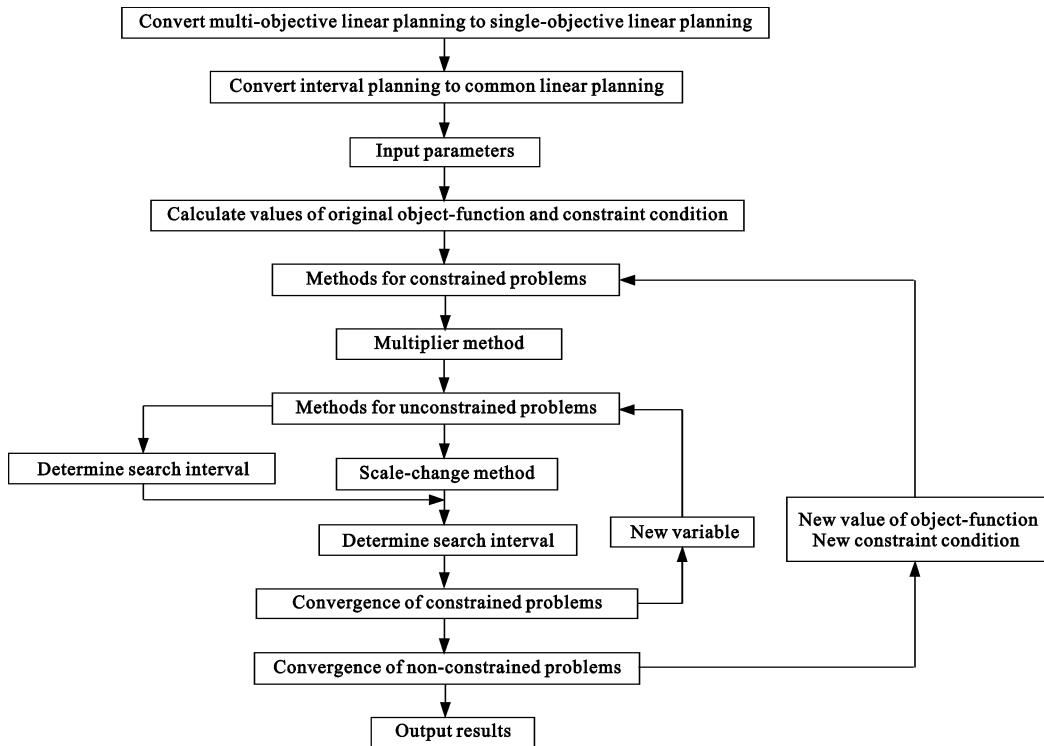 Convert multi-objective linear planning to single-objective linear planning
Convert interval planning to common linear planning
Input parameters
Calculate values of original object-function and constraint condition
Methods for constrained problems
Multiplier method
Methods for unconstrained problems
Determine search interval
Scale-change method
Determine search interval
New variable
New value of object-function
New constraint condition
Convergence of constrained problems
Convergence of non-constrained problems
Output results